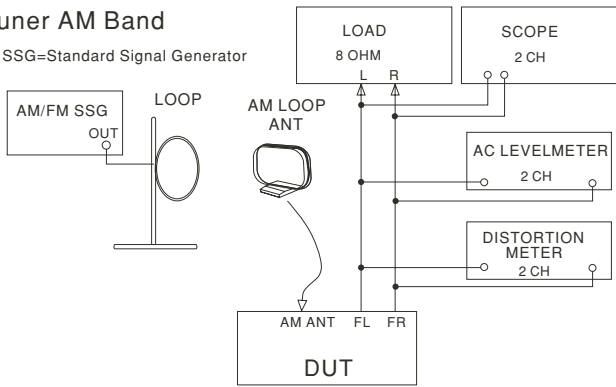 uner AM Band
SSG=Standard Signal Generator
AM/FM SSG
OUT
LOOP
AM LOOP
ANT
LOAD
8 OHM
L R
SCOPE
2 CH
AC LEVELMETER
2 CH
DISTORTION
METER
2 CH
AM ANT FL FR
DUT